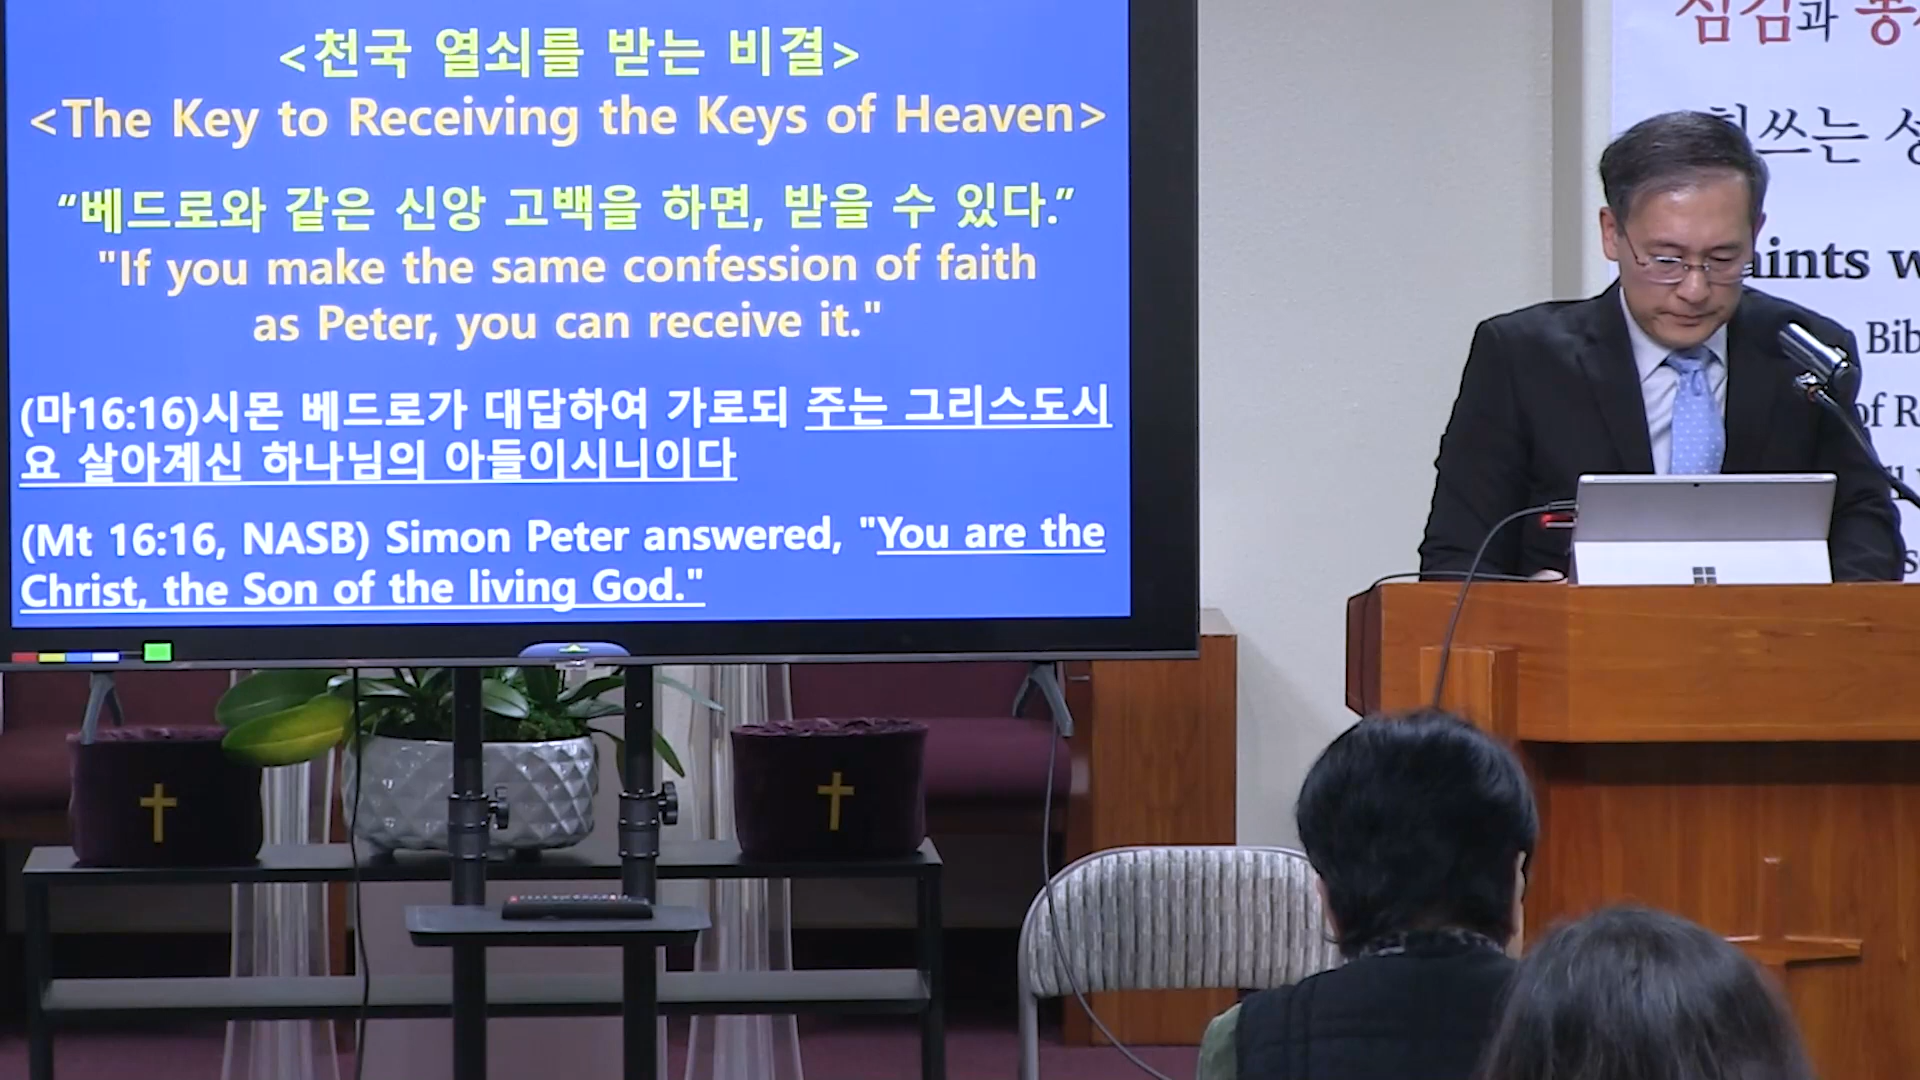 <천국 열쇠를 받는 비결>
<The Key to Receiving the Keys of Heaven>
“베드로와 같은 신앙 고백을 하면, 받을 수 있다.”
"If you make the same confession of faith
as Peter, you can receive it."
(마16:16)시몬 베드로가 대답하여 가로되 주는 그리스도시
요 살아계신 하나님의 아들이시니이다
(Mt 16:16, NASB) Simon Peter answered, "You are the
Christ, the Son of the living God."
섬김과
쓰는
of